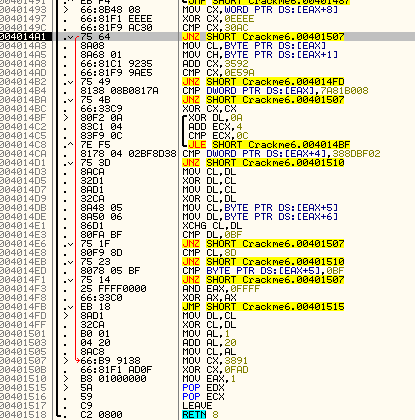 00401491 . EB F4 JMP SHORT Crackme6.00401487
00401493 > 66:8B48 08 MOV CX,WORD PTR DS:[EAX+8]
00401497 . 66:81F1 EEEE XOR CX,0EEEE
0040149C . 66:81F9 AC30 CMP CX,30AC
004014A1 . 75 64 JNZ SHORT Crackme6.00401507
004014A3 . 8A08 MOV CL,BYTE PTR DS:[EAX]
004014A5 . 8A68 01 MOV CH,BYTE PTR DS:[EAX+1]
004014A8 . 66:81C1 9235 ADD CX,3592
004014AD . 66:81F9 9AE5 CMP CX,0E59A
004014B2 . 75 49 JNZ SHORT Crackme6.004014FD
004014B4 . 8138 08B0817A CMP DWORD PTR DS:[EAX],7A81B008
004014BA . 75 4B JNZ SHORT Crackme6.00401507
004014BC . 66:33C9 XOR CX,CX
004014BF > 80F2 0A XOR DL,0A
004014C2 . 83C1 04 ADD ECX,4
004014C5 . 83F9 0C CMP ECX,0C
004014C8 . 7E F5 JLE SHORT Crackme6.004014BF
004014CA . 8178 04 02BF8D38 CMP DWORD PTR DS:[EAX+4],388DBF02
004014D1 . 75 3D JNZ SHORT Crackme6.00401510
004014D3 . 8ACA MOV CL,DL
004014D5 . 32D1 XOR DL,CL
004014D7 . 8AD1 MOV DL,CL
004014D9 . 32CA XOR CL,DL
004014DB . 8A48 05 MOV CL,BYTE PTR DS:[EAX+5]
004014DE . 8A50 06 MOV DL,BYTE PTR DS:[EAX+6]
004014E1 . 86D1 XCHG CL,DL
004014E3 . 80FA BF CMP DL,0BF
004014E6 . 75 1F JNZ SHORT Crackme6.00401507
004014E8 . 80F9 8D CMP CL,8D
004014EB . 75 23 JNZ SHORT Crackme6.00401510
004014ED . 8078 05 BF CMP BYTE PTR DS:[EAX+5],0BF
004014F1 . 75 14 JNZ SHORT Crackme6.00401507
004014F3 . 25 FFFF0000 AND EAX,0FFFF
004014F8 . 66:33C0 XOR AX,AX
004014FB . EB 18 JMP SHORT Crackme6.00401515
004014FD > 8AD1 MOV DL,CL
004014FF . 32CA XOR CL,DL
00401501 . B0 01 MOV AL,1
00401503 . 04 20 ADD AL,20
00401505 . 8AC8 MOV CL,AL
00401507 > 66:B9 9138 MOV CX,3891
0040150B . 66:81F1 AD0F XOR CX,0FAD
00401510 > B8 01000000 MOV EAX,1
00401515 > 5A POP EDX
00401516 . 59 POP ECX
00401517 . C9 LEAVE
00401518 . C2 0800 RETN 8